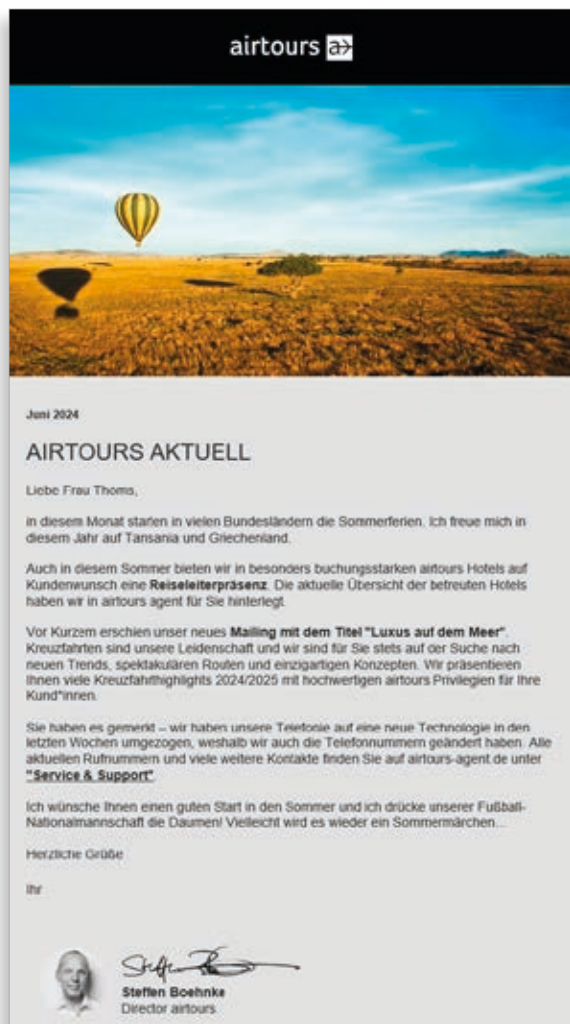 airtours a
Juni 2024
AIRTOURS AKTUELL
Liebe Frau Thoms,
in diesem Monat starten in vielen Bundesländern die Sommerferien. Ich freue mich in
diesem Jahr auf Tansania und Griechenland.
Auch in diesem Sommer bieten wir in besonders buchungsstarken airtours Hotels auf
Kundenwunsch eine Reiseleiterpräsenz. Die aktuelle Übersicht der betreuten Hotels
haben wir in airtours agent für Sie hinterlegt.
Vor Kurzem erschien unser neues Mailing mit dem Titel "Luxus auf dem Meer".
Kreuzfahrten sind unsere Leidenschaft und wir sind für Sie stets auf der Suche nach
neuen Trends, spektakulären Routen und einzigartigen Konzepten. Wir präsentieren
Ihnen viele Kreuzfahrthighlights 2024/2025 mit hochwertigen airtours Privilegien für Ihre
Kund*innen.
Sie haben es gemerkt – wir haben unsere Telefonie auf eine neue Technologie in den
letzten Wochen umgezogen, weshalb wir auch die Telefonnummern geändert haben. Alle
aktuellen Rufnummern und viele weitere Kontakte finden Sie auf airtours-agent.de unter
"Service & Support".
Ich wünsche Ihnen einen guten Start in den Sommer und ich drücke unserer Fußball-
Nationalmannschaft die Daumen! Vielleicht wird es wieder ein Sommermärchen...
Herzliche Grüße
Ihr
Steffen Boehnke
Director airtours